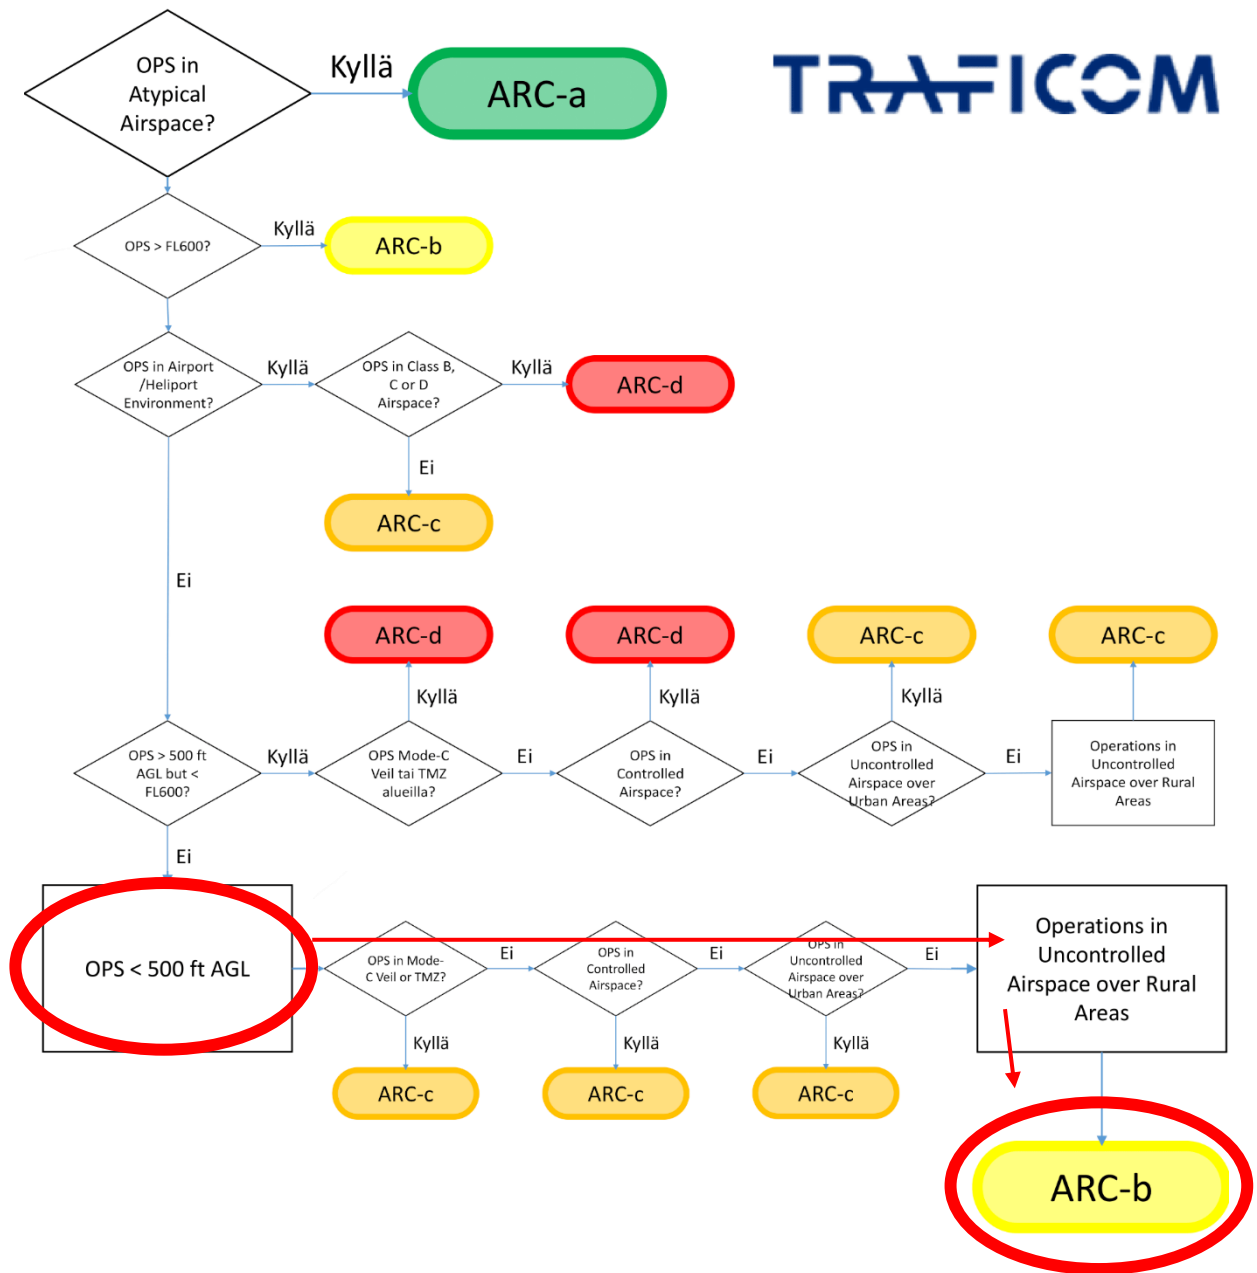 OPS in
Atypical
Airspace?
Kyllä
ARC-a
TRAFICOM
OPS > FL600?
Kyllä
ARC-b
OPS in Airport
/Heliport
Environment?
Kyllä
OPS in Class B,
C or D
Airspace?
Kyllä
ARC-d
Ei
ARC-c
Ei
ARC-d
ARC-d
ARC-c
ARC-c
Kyllä
Kyllä
Kyllä
OPS > 500 ft
AGL but <
FL600?
Kyllä
OPS Mode-C
Veil tai TMZ
alueilla?
Ei
OPS in
Controlled
Airspace?
Ei
OPS in
Uncontrolled
Airspace over
Urban Areas?
Ei
Operations in
Uncontrolled
Airspace over Rural
Areas
Ei
OPS < 500 ft AGL
OPS in Mode-
C Veil or TMZ?
Ei
OPS in
Controlled
Airspace?
Ei
OPS in
Uncontrolled
Airspace over
Urban Areas?
Ei
Operations in
Uncontrolled
Airspace over Rural
Areas
Kyllä
Kyllä
Kyllä
ARC-c
ARC-c
ARC-c
ARC-b